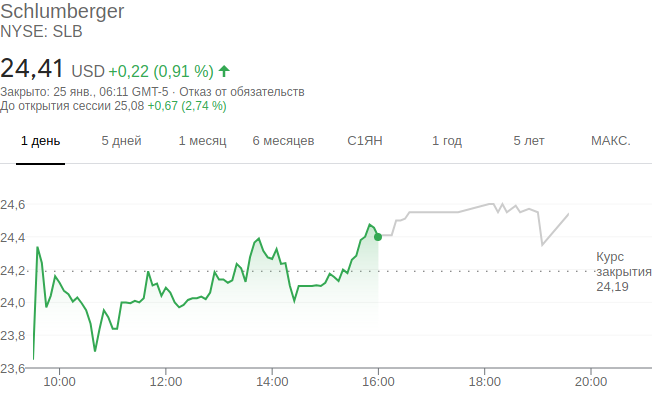 Schlumberger
NYSE: SLB
24,41 USD +0,22 (0,91 %)
Закрыто: 25 янв., 06:11 GMT-5 · Отказ от обязательств
До открытия сессии 25,08 +0,67 (2,74 %)
1 день 5 дней 1 месяц 6 месяцев С1ЯН 1 год 5 лет МАКС.
24,6
24,4
24,2
24,0
23,8
23,6
Курс
закрытия
24,19
10:00 12:00 14:00 16:00 18:00 20:00